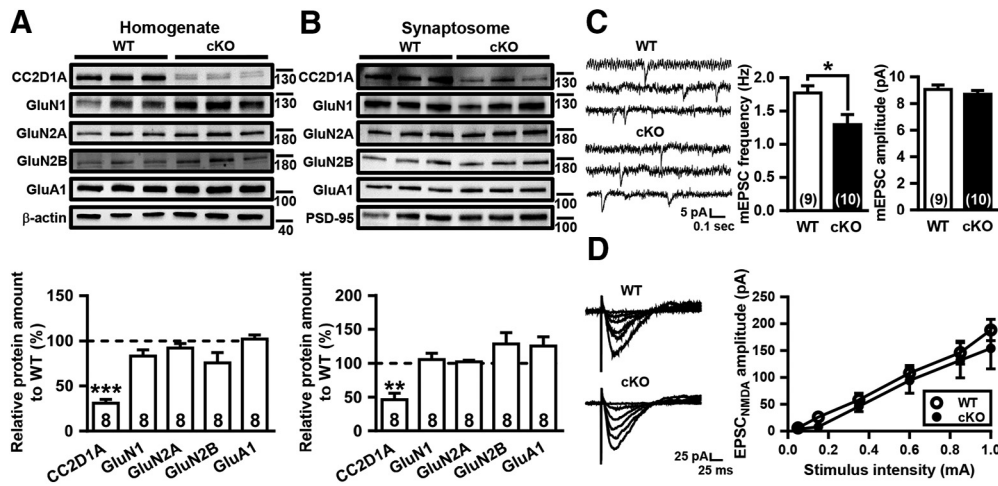 A
Homogenate
WT cKO
CC2D1A 130
GluN1 130
GluN2A 180
GluN2B 180
GluA1 100
β-actin 40
Relative protein amount
to WT (%)
150
100
50
0
***
8 8 8 8 8
CC2D1A GluN1 GluN2A GluN2B GluA1
B
Synaptosome
WT cKO
CC2D1A 130
GluN1 130
GluN2A 180
GluN2B 180
GluA1 100
PSD-95 100
Relative protein amount
to WT (%)
200
150
100
50
0
**
8 8 8 8 8
CC2D1A GluN1 GluN2A GluN2B GluA1
C
WT
cKO
5 pA
0.1 sec
mEPSC frequency (Hz)
2.0
1.5
1.0
0.5
0.0
*
(9) (10)
WT cKO
mEPSC amplitude (pA)
10
8
6
4
2
0
(9) (10)
WT cKO
D
WT
cKO
25 pA
25 ms
EPSCNMDA amplitude (pA)
250
200
150
100
50
0
WT
cKO
0.0 0.2 0.4 0.6 0.8 1.0
Stimulus intensity (mA)